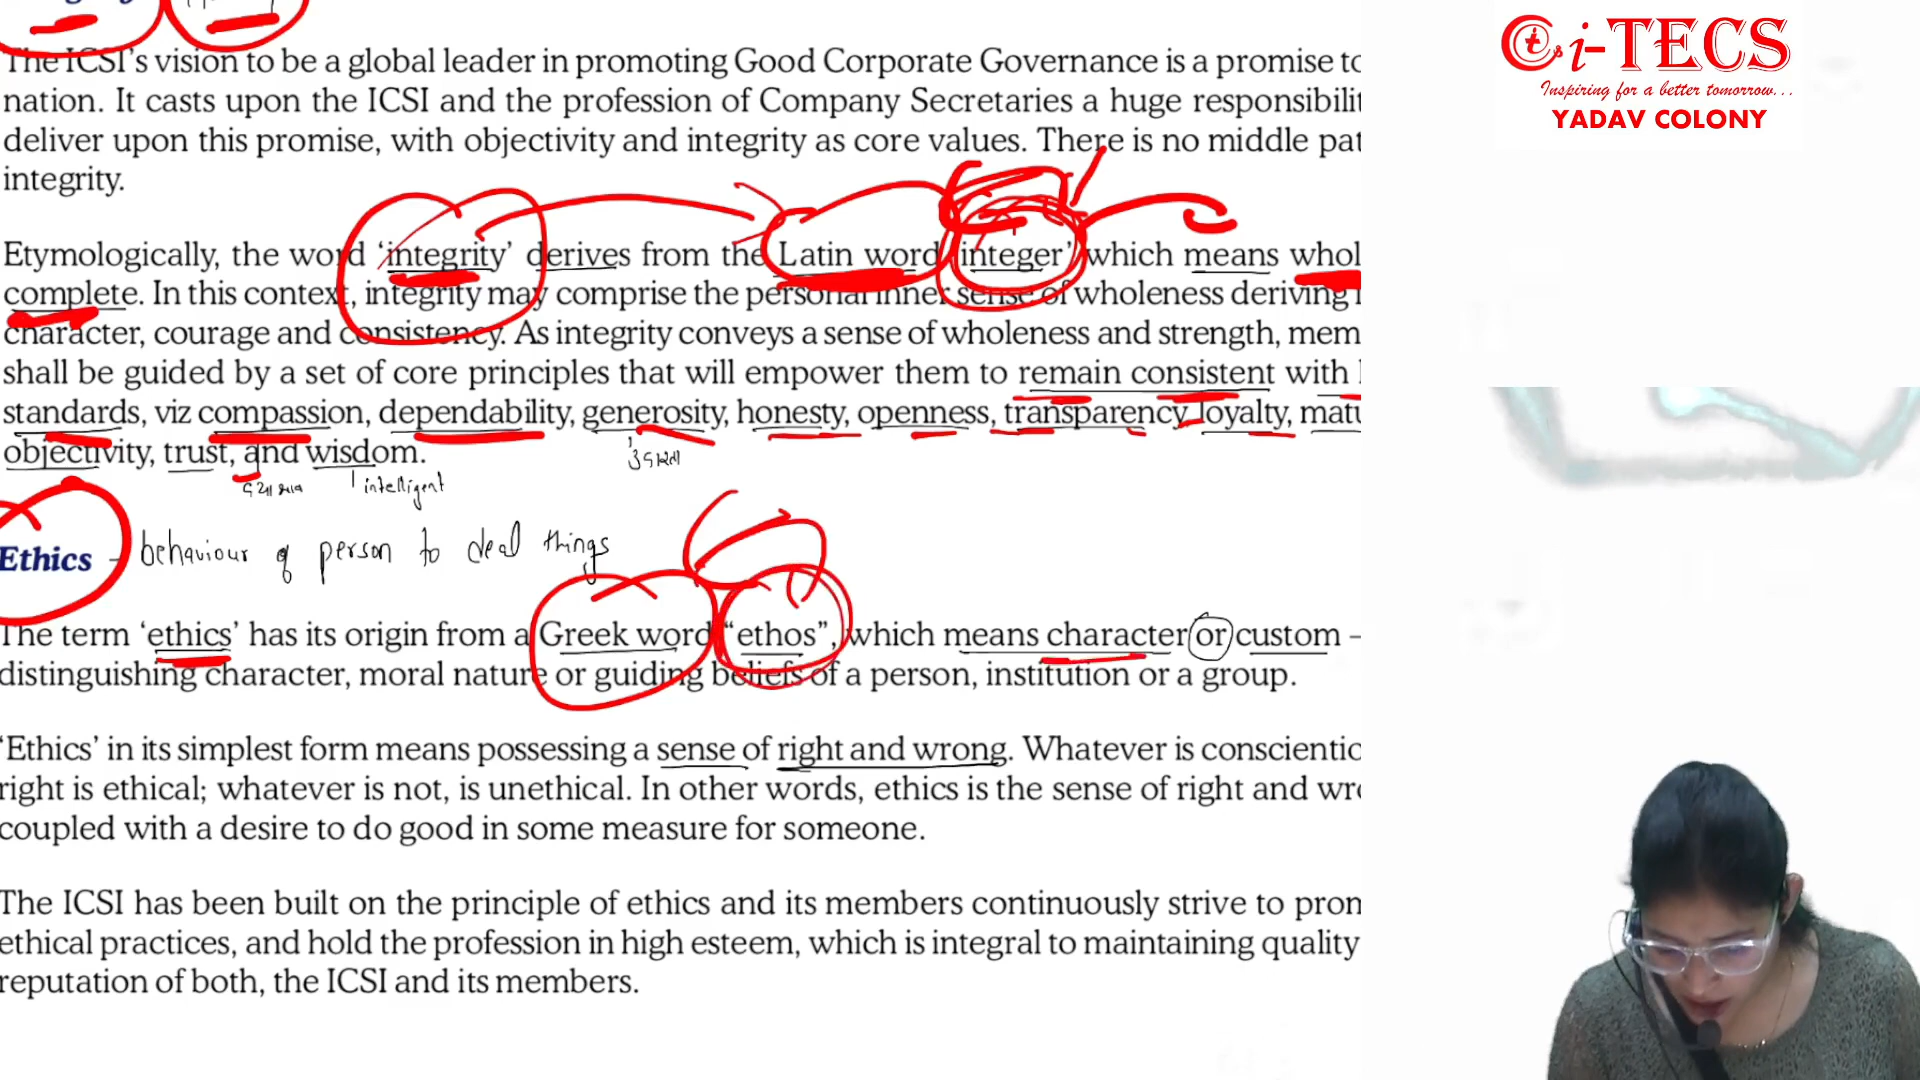 The ICSI's vision to be a global leader in promoting Good Corporate Governance is a promise to
nation. It casts upon the ICSI and the profession of Company Secretaries a huge responsibilit
deliver upon this promise, with objectivity and integrity as core values. There is no middle pat
integrity.
Etymologically, the word ‘integrity’ derives from the Latin word integer’ which means whol
complete. In this context, integrity may comprise the personal inner sense of wholeness deriving
character, courage and consistency. As integrity conveys a sense of wholeness and strength, mem
shall be guided by a set of core principles that will empower them to remain consistent with
standards, viz compassion, dependability, generosity, honesty, openness, transparency loyalty, matu
objectivity, trust, and wisdom.
intelligent
Ethics - behaviour of person to deal things
The term ‘ethics’ has its origin from a Greek word “ethos”, which means character or custom –
distinguishing character, moral nature or guiding beliefs of a person, institution or a group.
‘Ethics’ in its simplest form means possessing a sense of right and wrong. Whatever is conscientio
right is ethical; whatever is not, is unethical. In other words, ethics is the sense of right and wro
coupled with a desire to do good in some measure for someone.
The ICSI has been built on the principle of ethics and its members continuously strive to prom
ethical practices, and hold the profession in high esteem, which is integral to maintaining quality
reputation of both, the ICSI and its members.
i-TECS
Inspiring for a better tomorrow...
YADAV COLONY